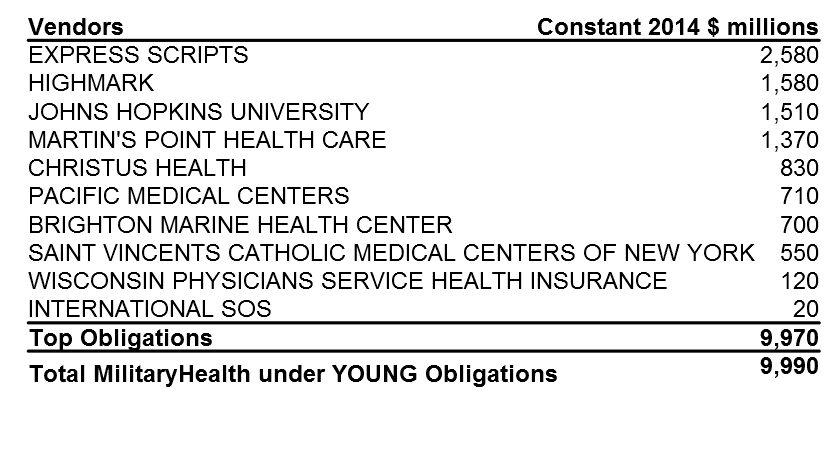 Vendors Constant 2014 $ millions
EXPRESS SCRIPTS 2,580
HIGHMARK 1,580
JOHNS HOPKINS UNIVERSITY 1,510
MARTIN'S POINT HEALTH CARE 1,370
CHRISTUS HEALTH 830
PACIFIC MEDICAL CENTERS 710
BRIGHTON MARINE HEALTH CENTER 700
SAINT VINCENTS CATHOLIC MEDICAL CENTERS OF NEW YORK 550
WISCONSIN PHYSICIANS SERVICE HEALTH INSURANCE 120
INTERNATIONAL SOS 20
Top Obligations 9,970
Total MilitaryHealth under YOUNG Obligations 9,990